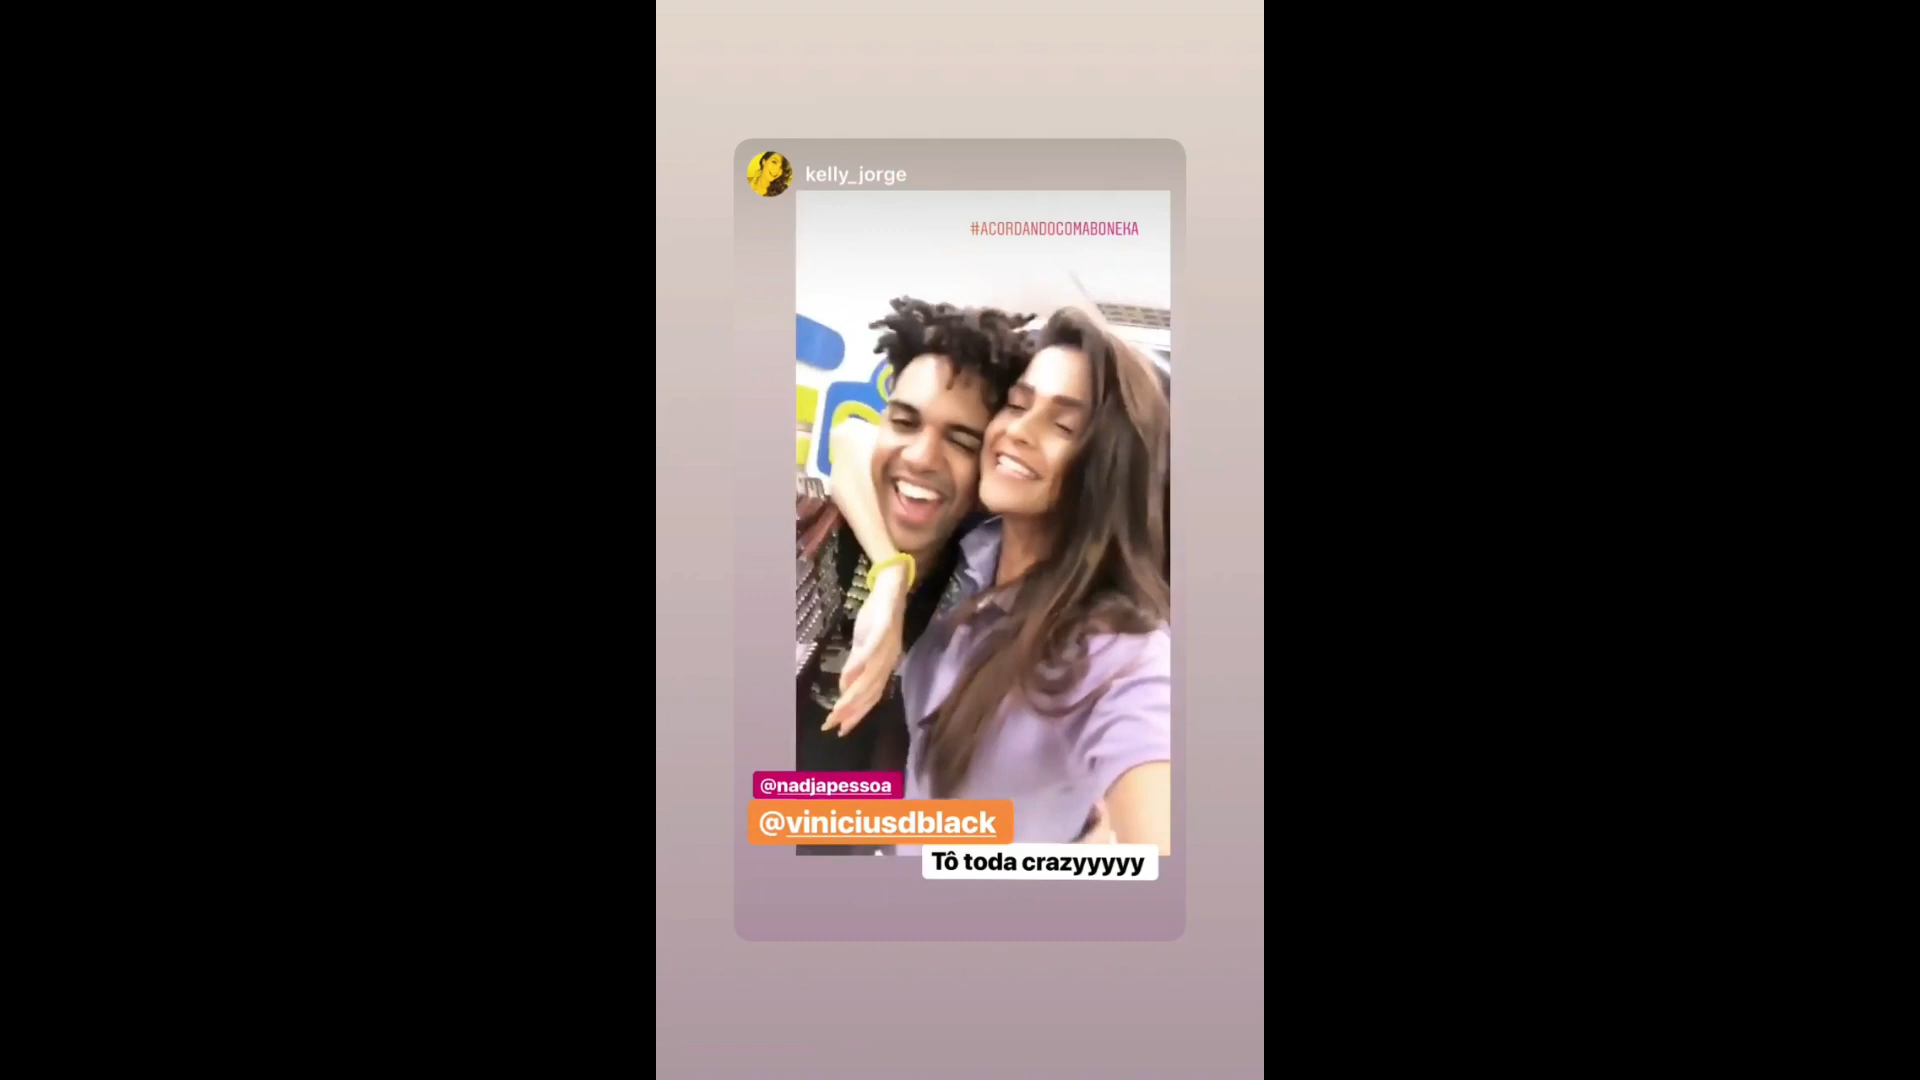 kelly_jorge
#ACORDANDOCOMABONEKA
@nadjapessoa
@viniciusdblack
Tô toda crazyyyyy